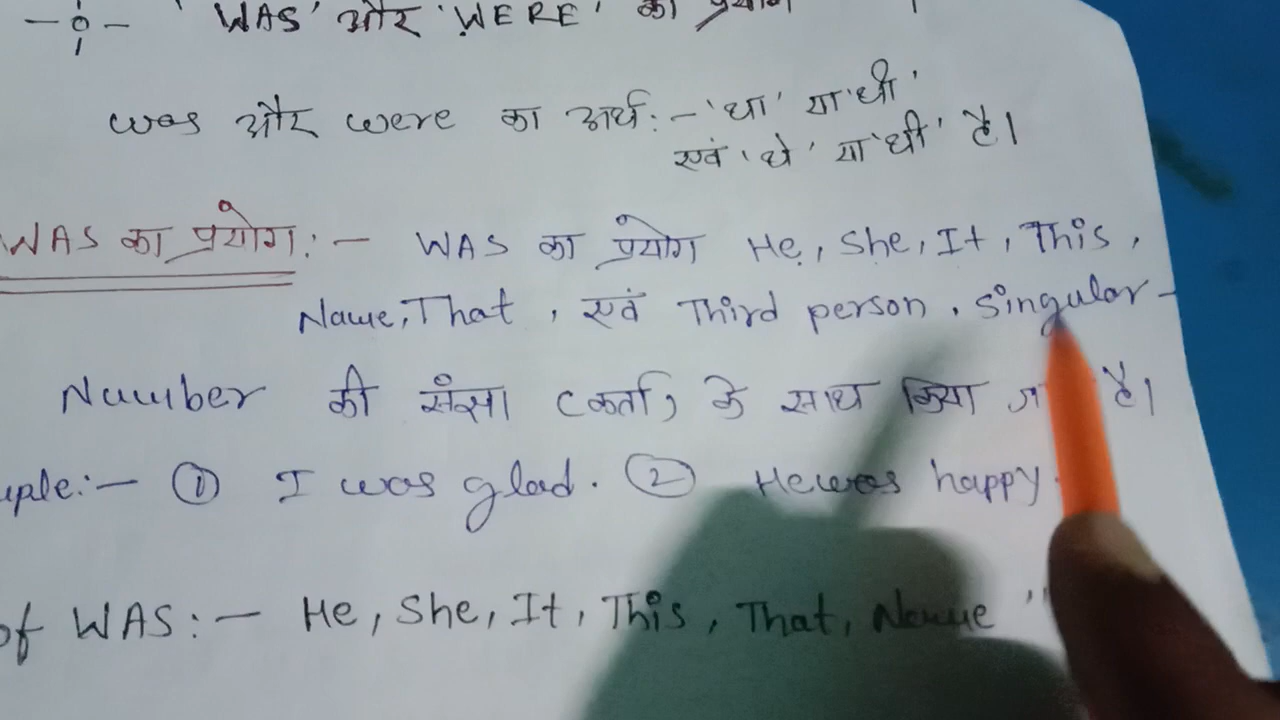 'WAS' और 'WERE' का प्रयोग
was और were का अर्थ:- 'था' या 'थी'
एवं 'थे' या 'थी' है।
WAS का प्रयोग:- WAS का प्रयोग He, She, It, This,
Name, That, एवं Third person, Singular-
Number की संज्ञा (कर्ता) के साथ किया है।
① I was glad. ② He was happy.
of WAS:- He, She, It, This, That, Name "